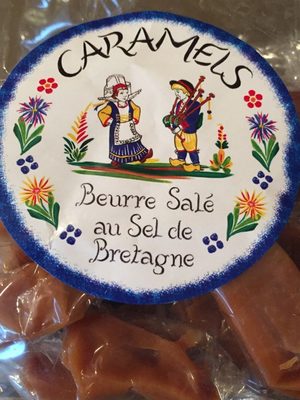 CARAMELS
Beurre Salé
au Sel de
Bretagne